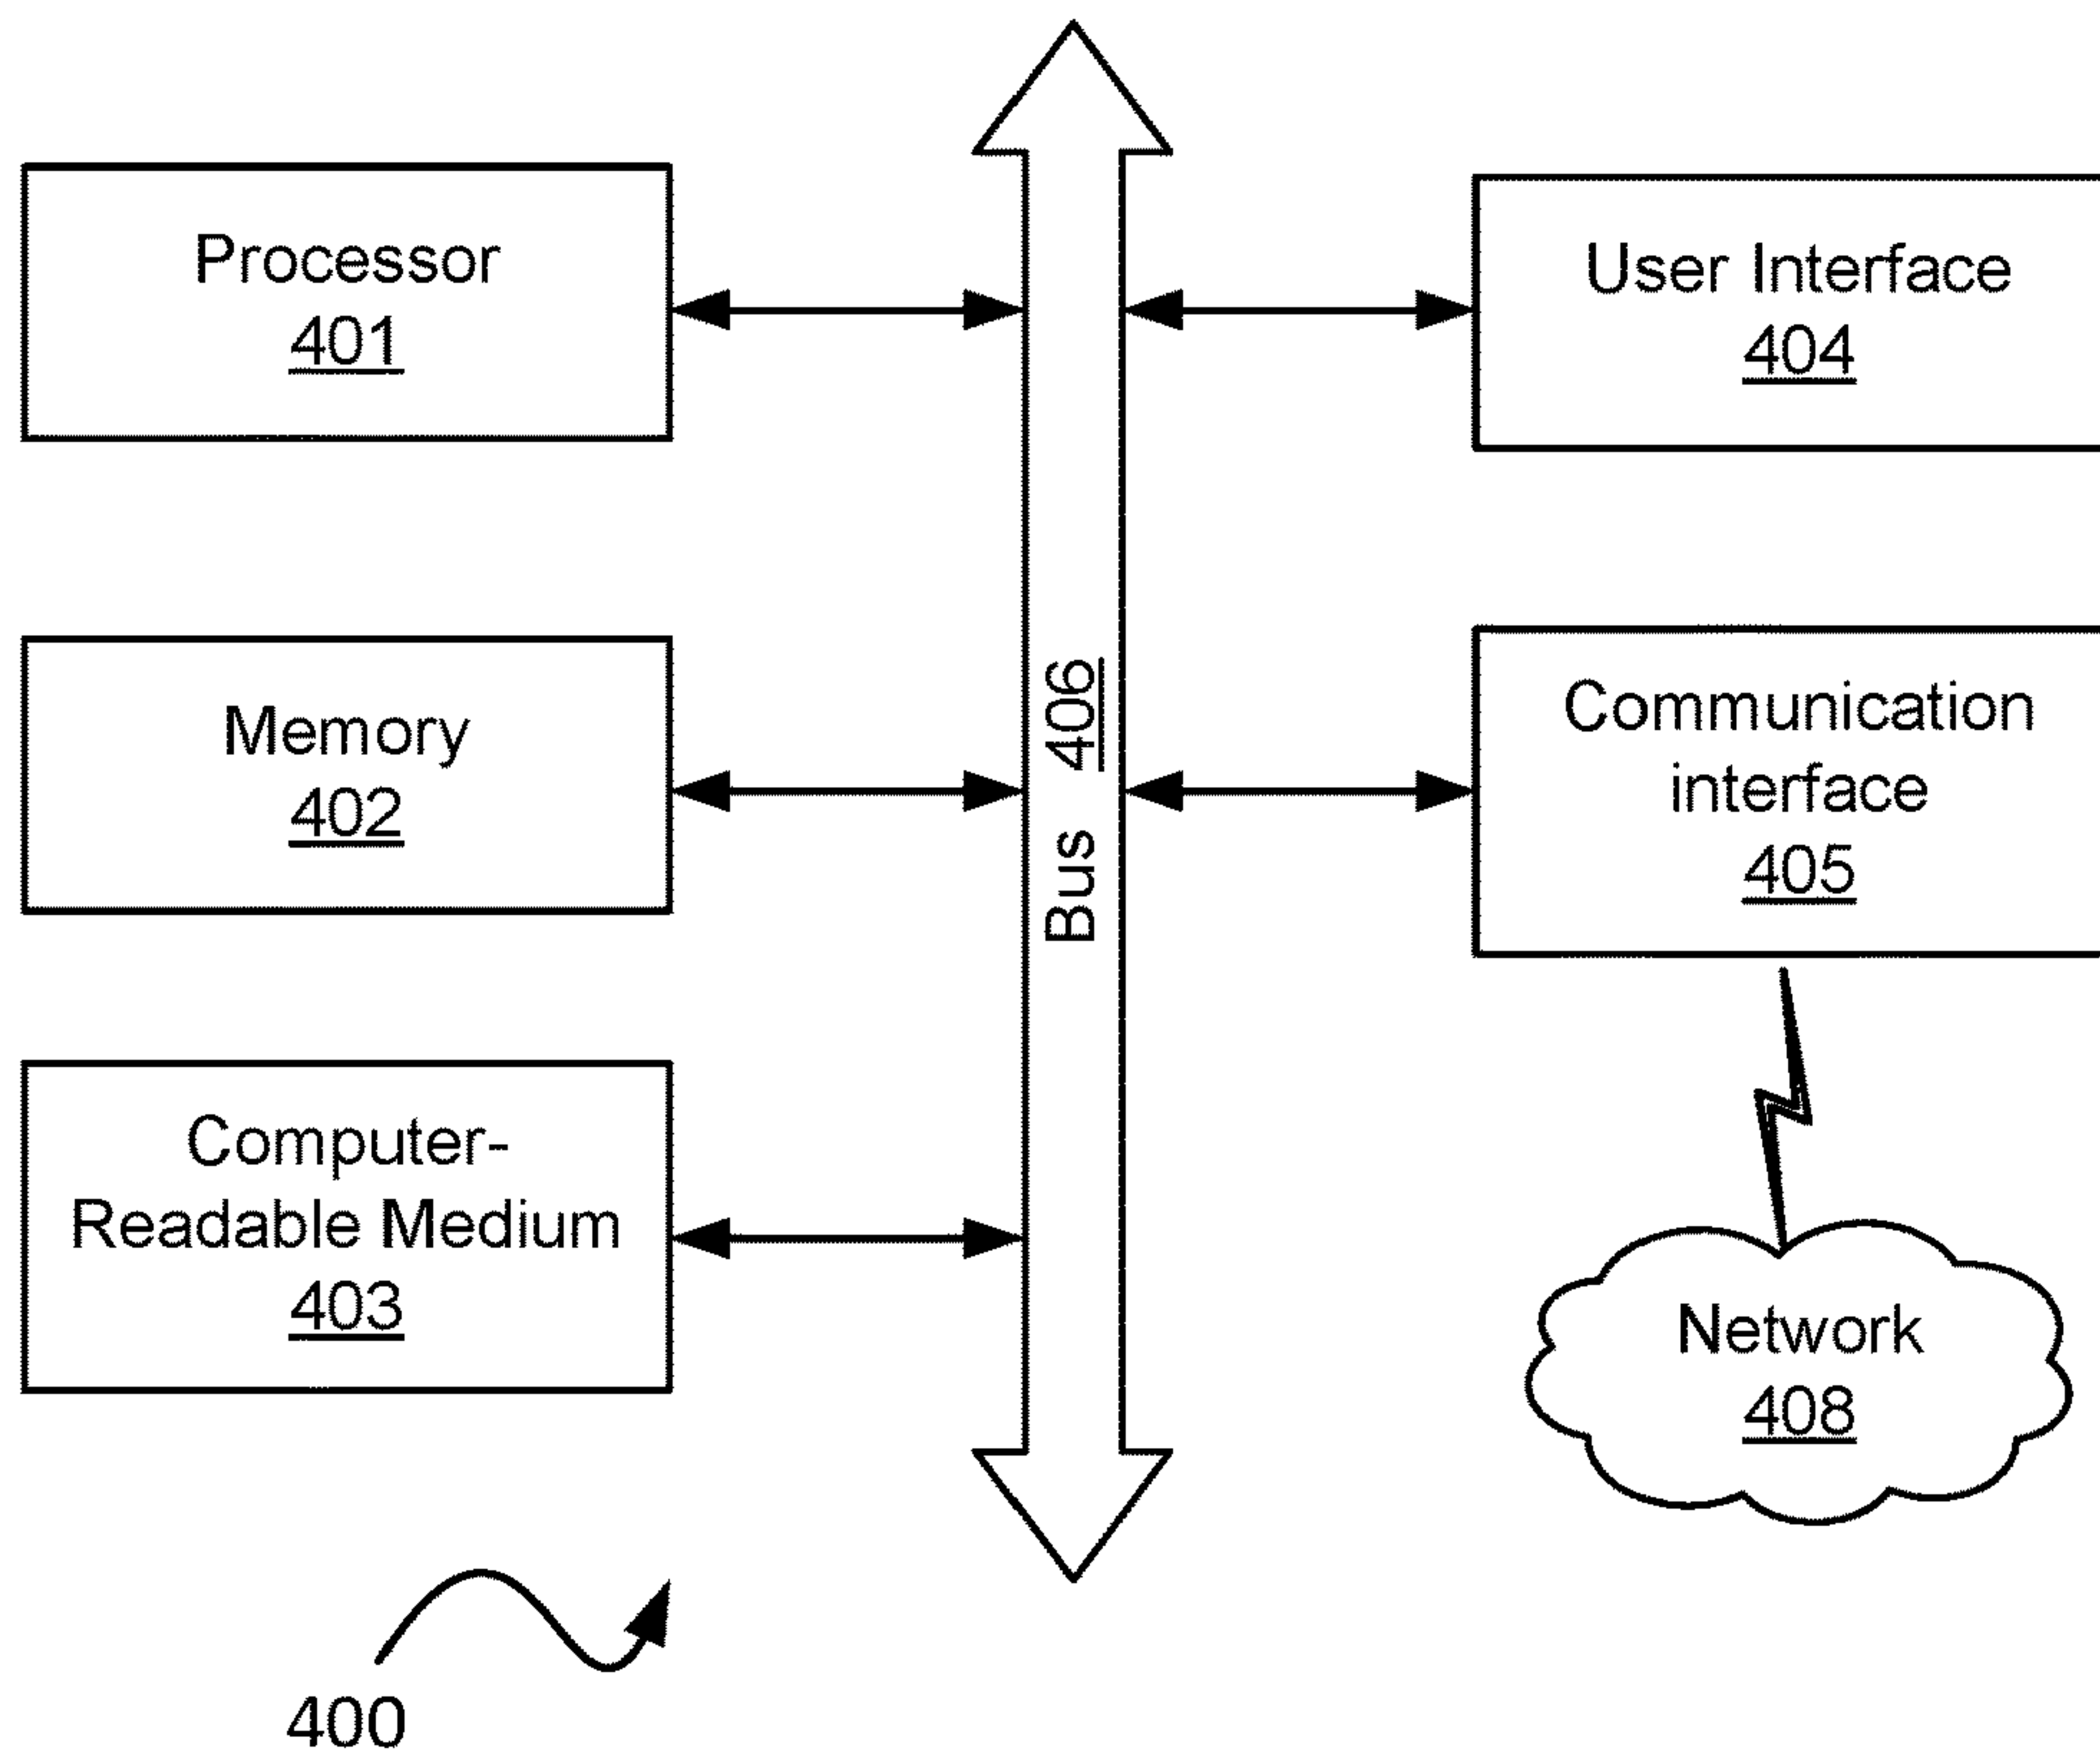 Processor
401
User Interface
404
Memory
402
Bus 406
Communication
interface
405
Computer-
Readable Medium
403
Network
408
400